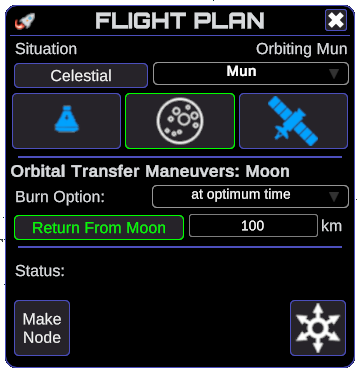 FLIGHT PLAN
Situation Orbiting Mun
Celestial Mun
Orbital Transfer Maneuvers: Moon
Burn Option: at optimum time
Return From Moon 100 km
Status:
Make
Node